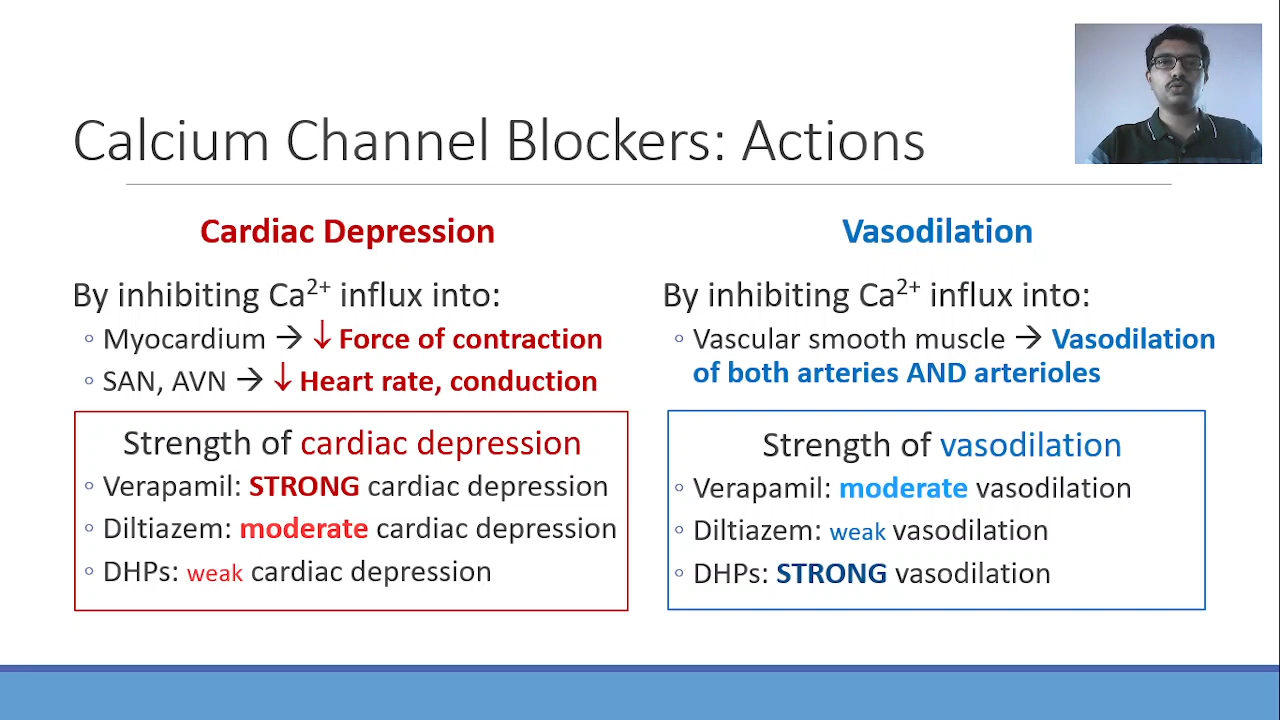 Calcium Channel Blockers: Actions
Cardiac Depression
By inhibiting Ca²⁺ influx into:
◦ Myocardium → ↓ Force of contraction
◦ SAN, AVN → ↓ Heart rate, conduction
Strength of cardiac depression
◦ Verapamil: STRONG cardiac depression
◦ Diltiazem: moderate cardiac depression
◦ DHPs: weak cardiac depression
Vasodilation
By inhibiting Ca²⁺ influx into:
◦ Vascular smooth muscle → Vasodilation
of both arteries AND arterioles
Strength of vasodilation
◦ Verapamil: moderate vasodilation
◦ Diltiazem: weak vasodilation
◦ DHPs: STRONG vasodilation